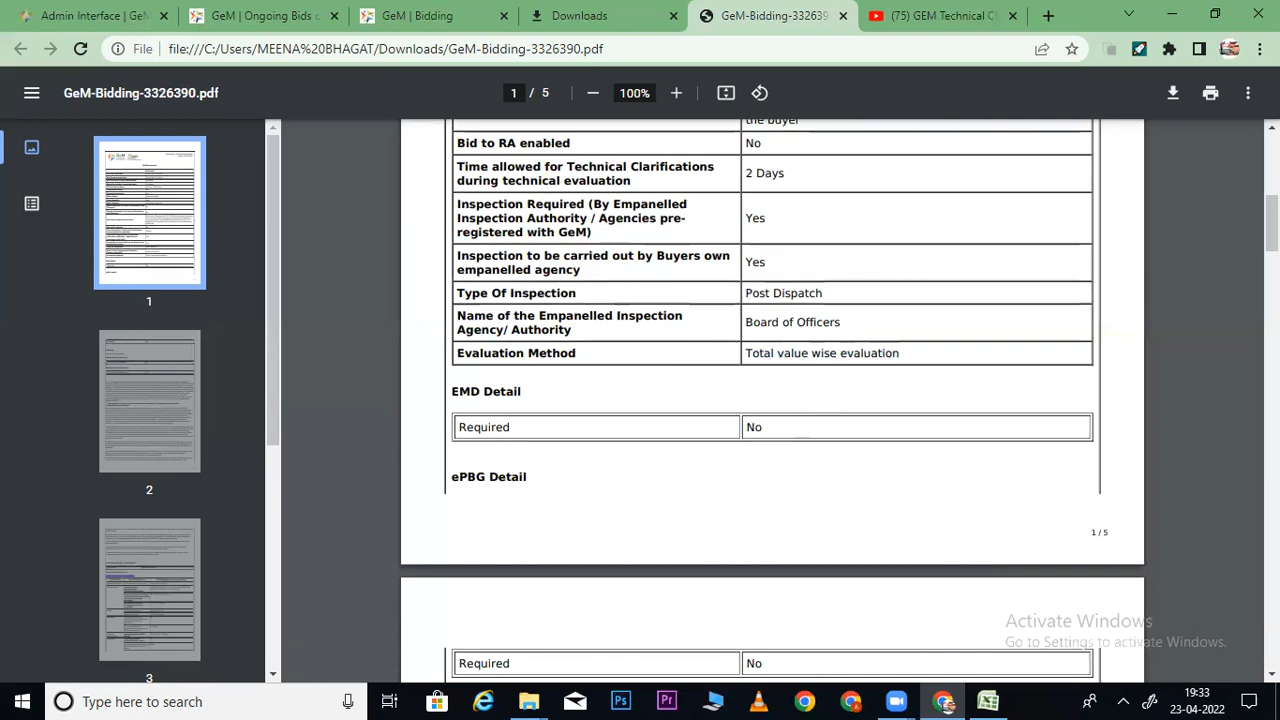 Admin Interface | GeM
GeM | Ongoing Bids
GeM | Bidding
Downloads
GeM-Bidding-3326390
(75) GEM Technical Cl
File
file:///C:/Users/MEENA%20BHAGAT/Downloads/GeM-Bidding-3326390.pdf
GeM-Bidding-3326390.pdf
1 / 5
100%
1
2
3
the buyer
Bid to RA enabled
No
Time allowed for Technical Clarifications
during technical evaluation
2 Days
Inspection Required (By Empanelled
Inspection Authority / Agencies pre-
registered with GeM)
Yes
Inspection to be carried out by Buyers own
empanelled agency
Yes
Type Of Inspection
Post Dispatch
Name of the Empanelled Inspection
Agency/ Authority
Board of Officers
Evaluation Method
Total value wise evaluation
EMD Detail
Required
No
ePBG Detail
1 / 5
Required
No
Activate Windows
Go to Settings to activate Windows.
Type here to search
Ps
Pr
19:33
23-04-2022